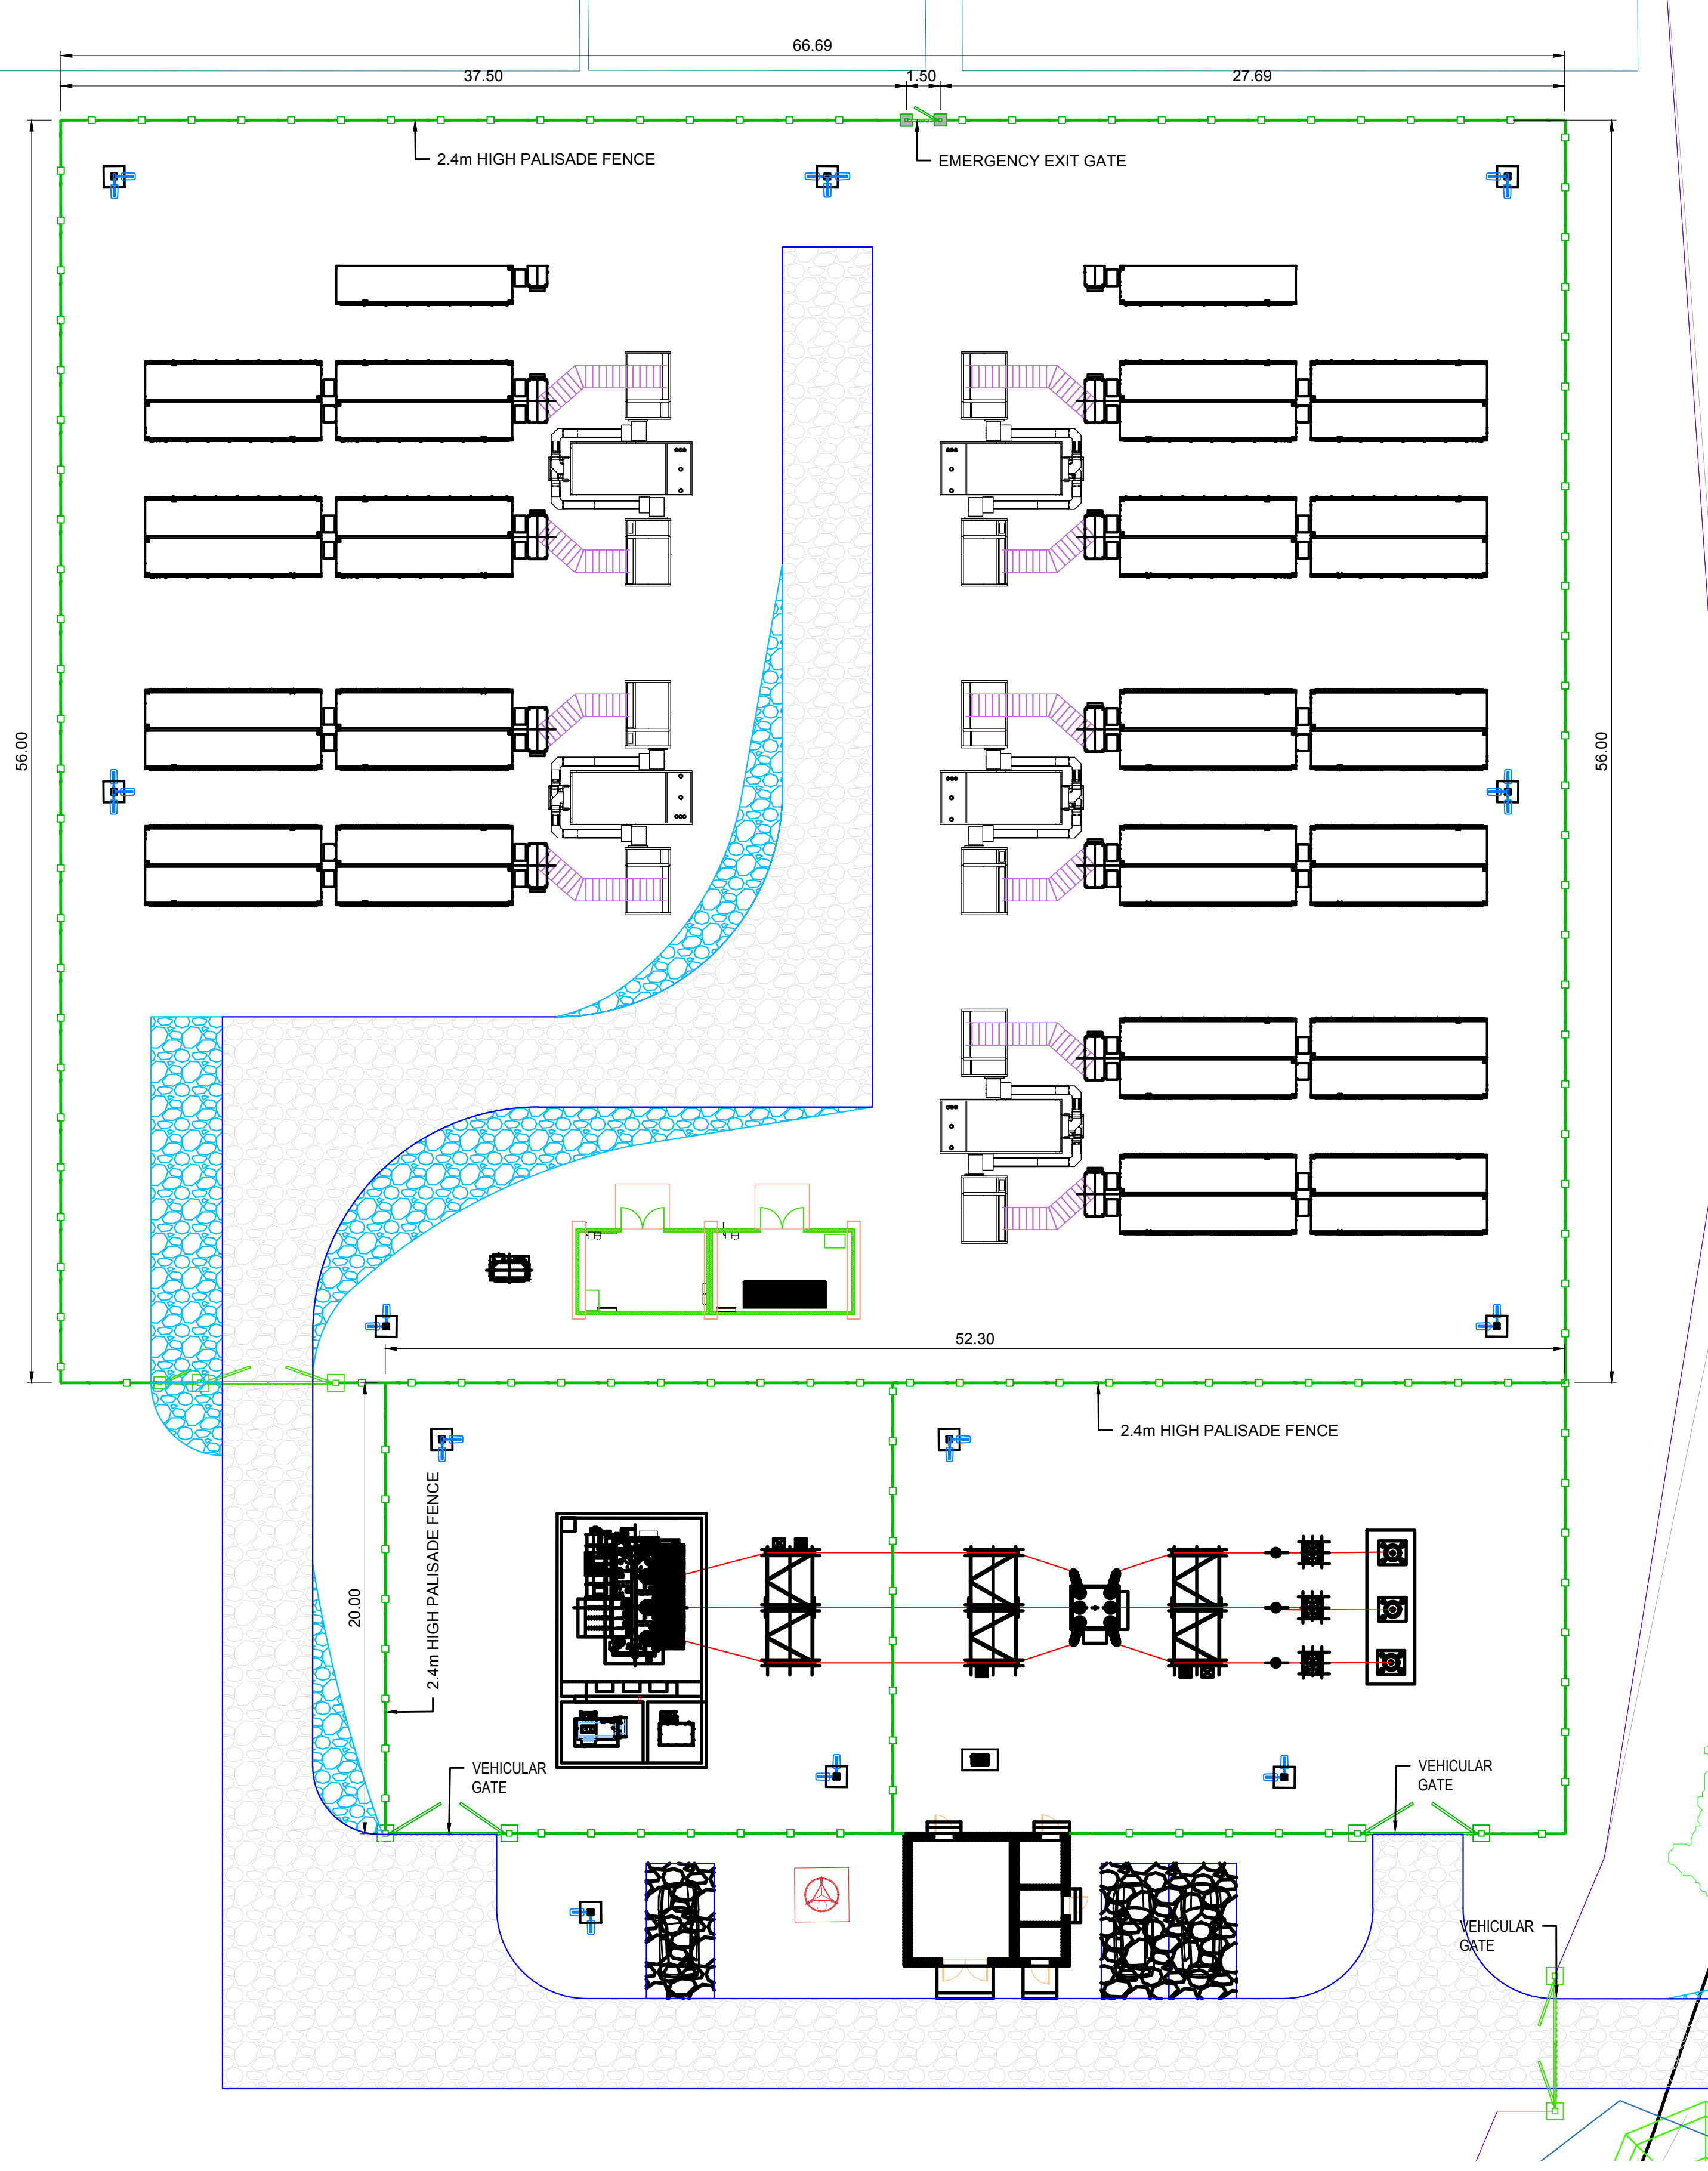 66.69
37.50
1.50
27.69
2.4m HIGH PALISADE FENCE
EMERGENCY EXIT GATE
56.00
56.00
52.30
2.4m HIGH PALISADE FENCE
2.4m HIGH PALISADE FENCE
20.00
VEHICULAR
GATE
VEHICULAR
GATE
VEHICULAR
GATE